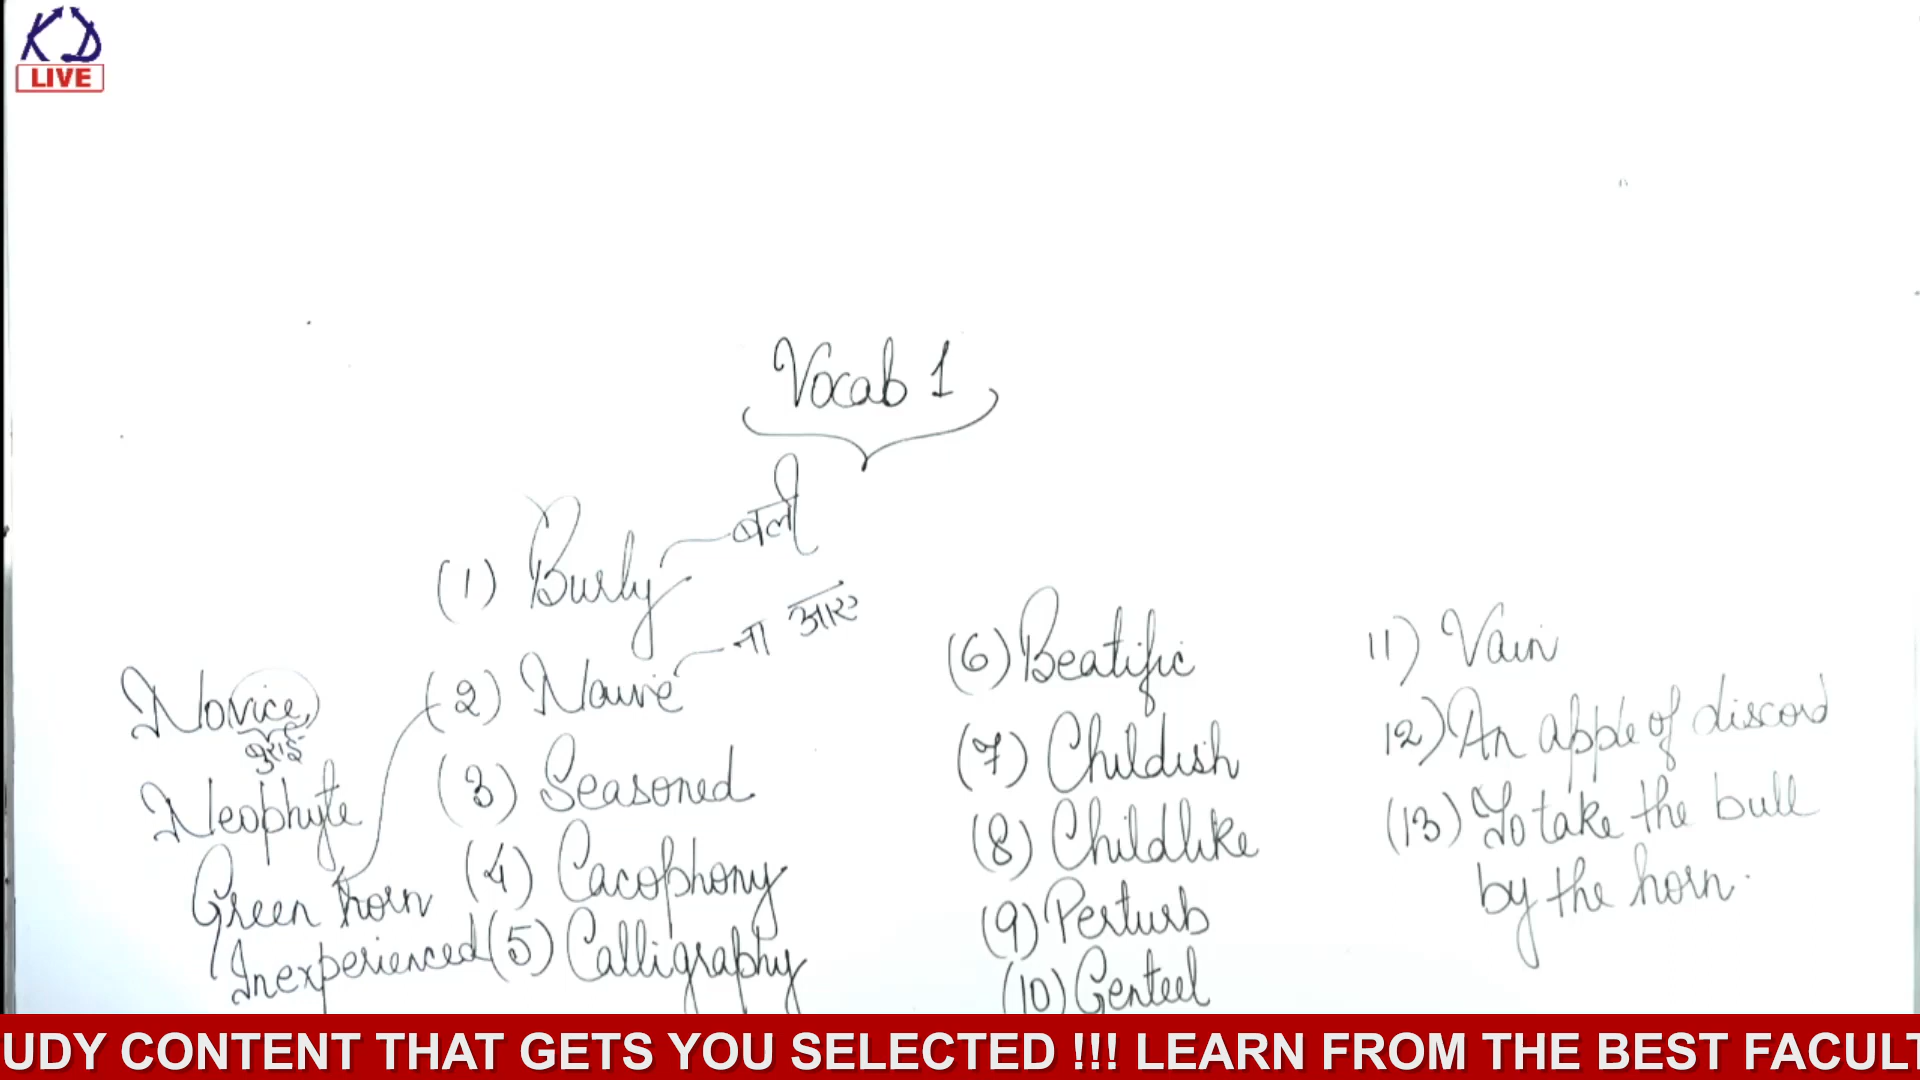 KD
LIVE
Vocab 1
(1) Burly
बली
(2) Naive
ना आए
Novice,
बुराई
Neophyte
Green horn
Inexperienced
(3) Seasoned
(4) Cacophony
(5) Calligraphy
(6) Beatific
(7) Childish
(8) Childlike
(9) Perturb
(10) Genteel
11) Vain
12) An apple of discord
(13) To take the bull
by the horn.
UDY CONTENT THAT GETS YOU SELECTED !!! LEARN FROM THE BEST FACULT